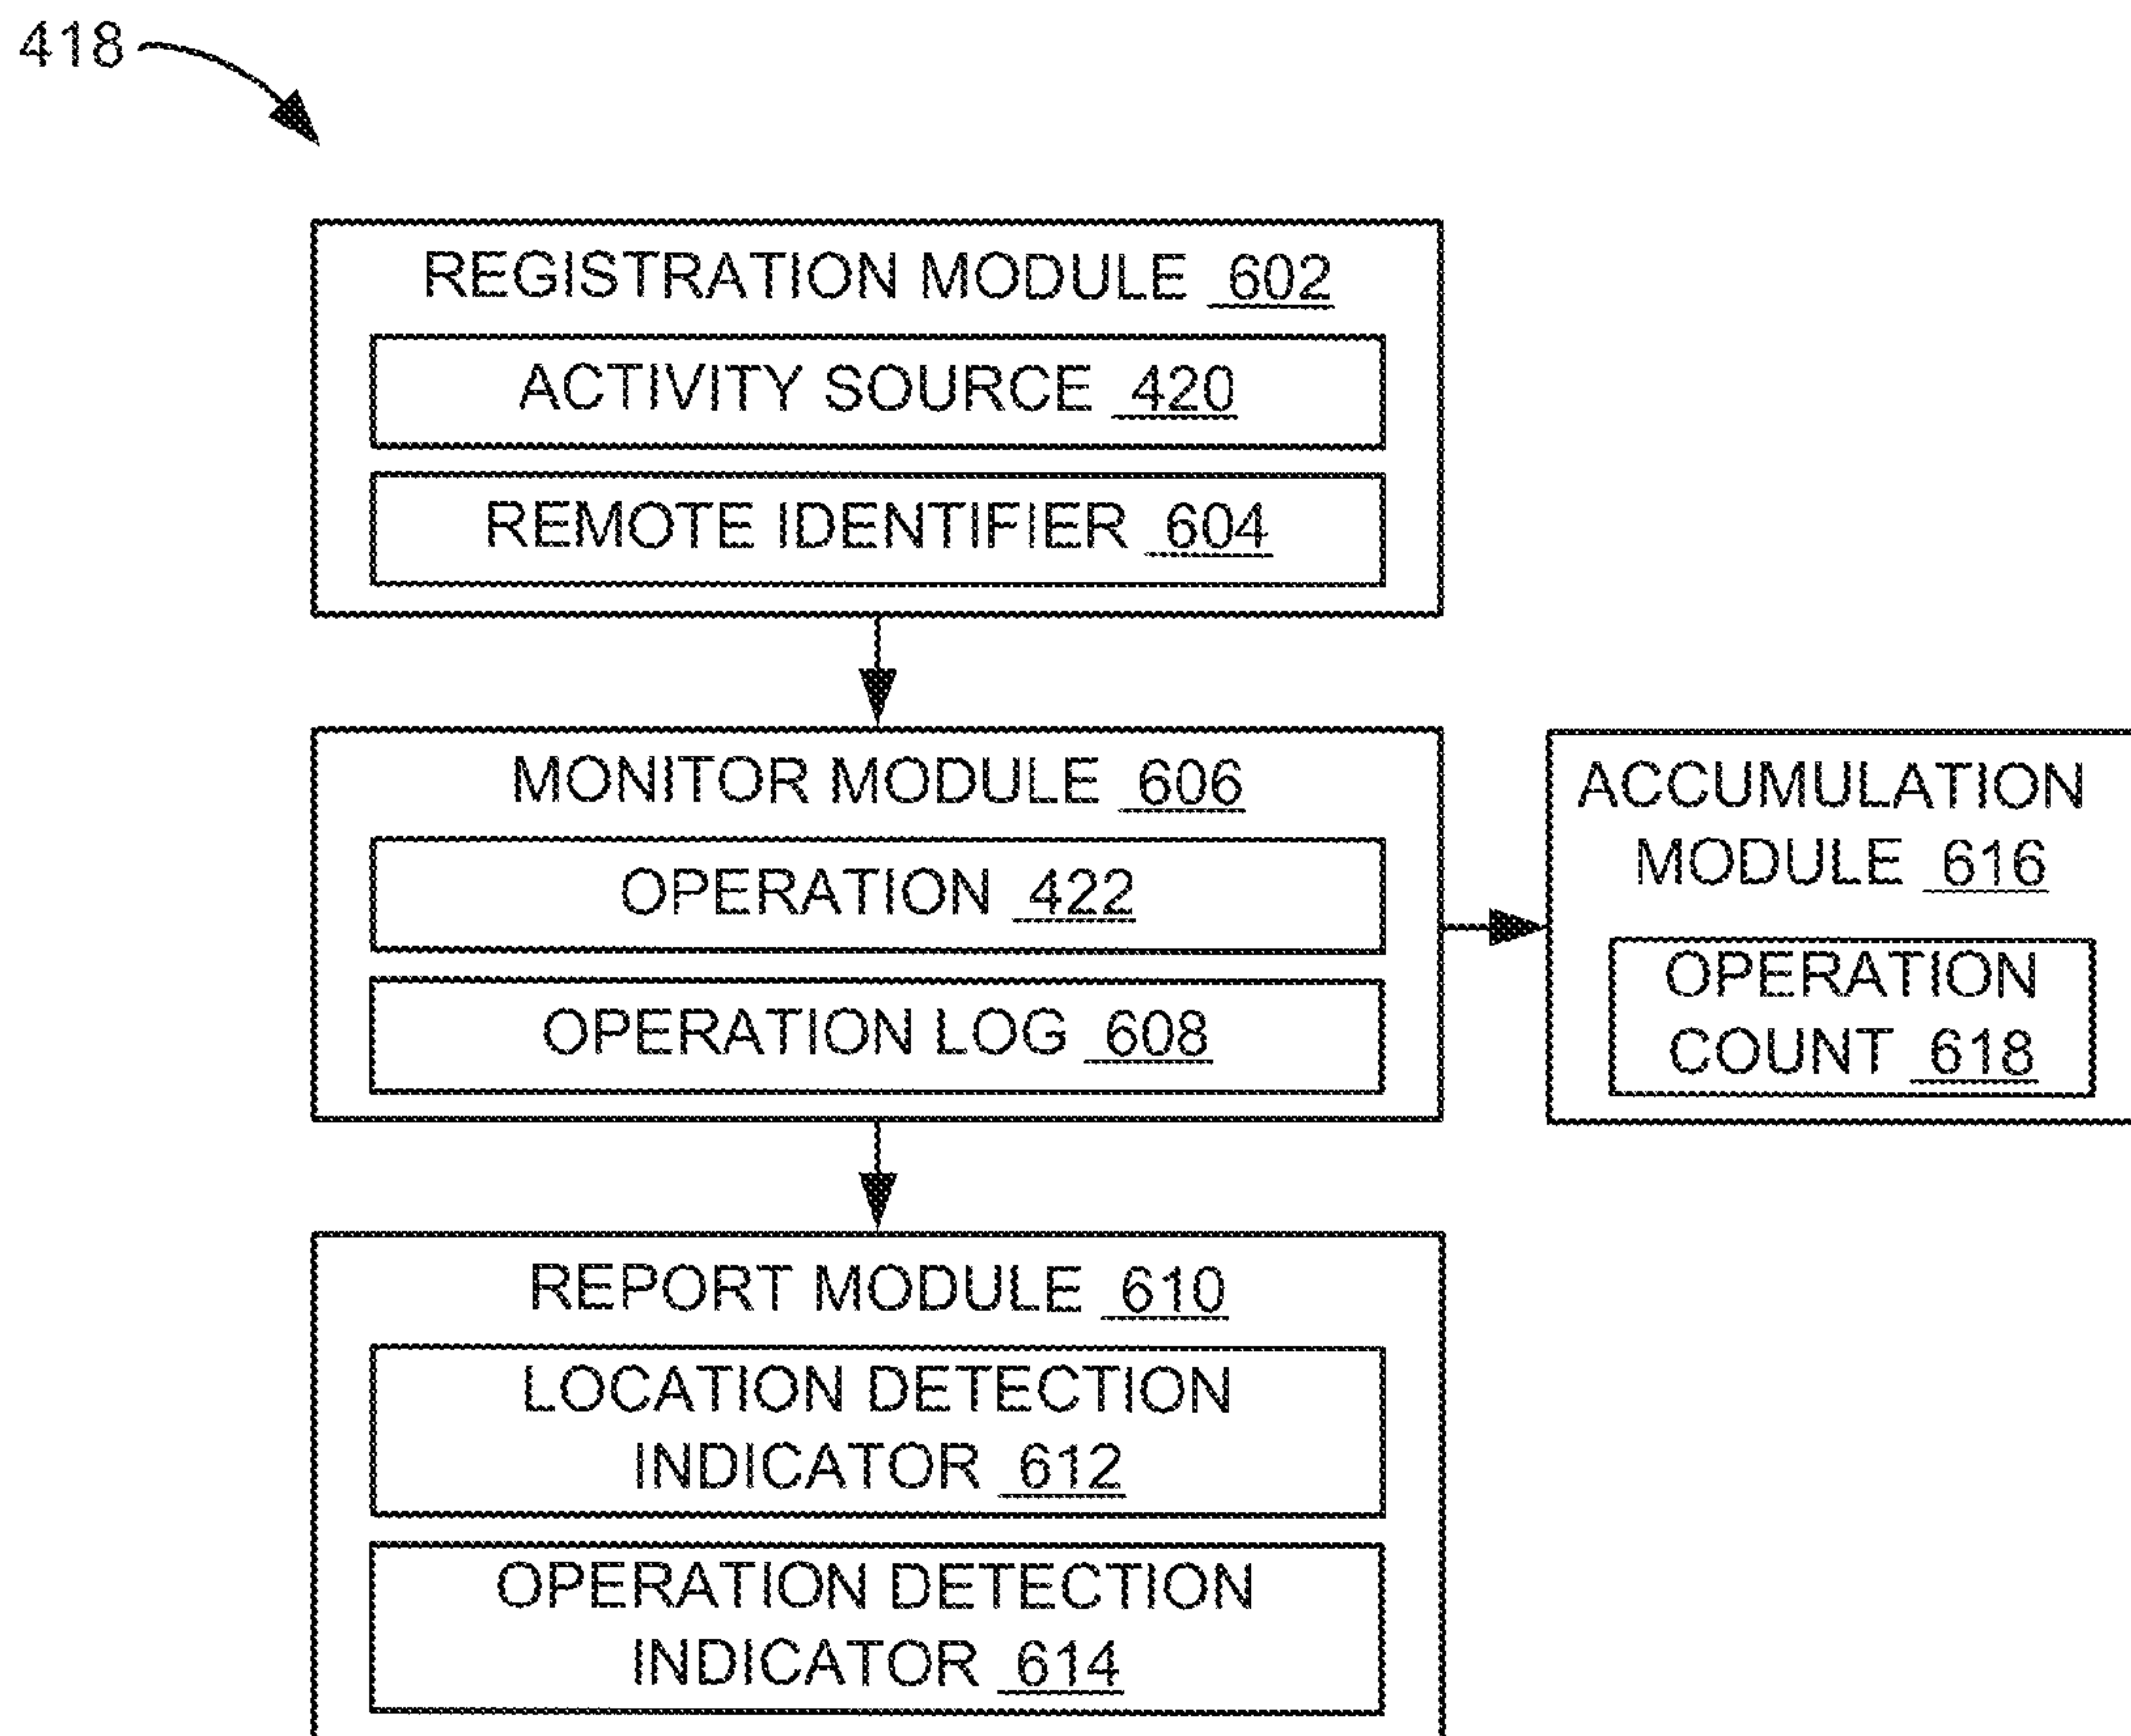 418
REGISTRATION MODULE 602
ACTIVITY SOURCE 420
REMOTE IDENTIFIER 604
MONITOR MODULE 606
OPERATION 422
OPERATION LOG 608
ACCUMULATION
MODULE 616
OPERATION
COUNT 618
REPORT MODULE 610
LOCATION DETECTION
INDICATOR 612
OPERATION DETECTION
INDICATOR 614